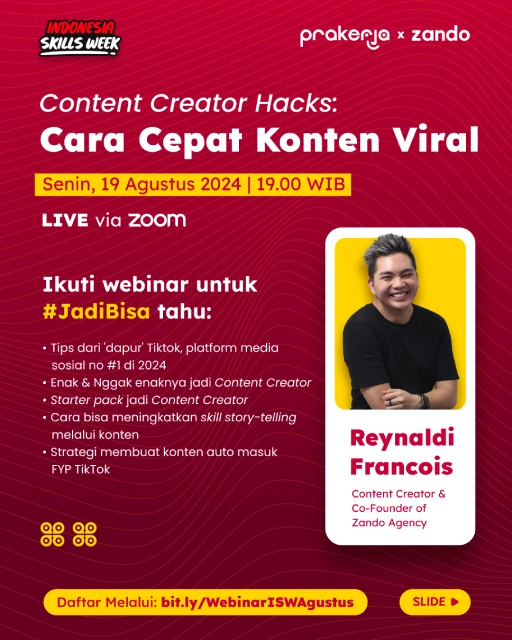 INDONESIA
SKILLS WEEK
prakerja x zando
Content Creator Hacks:
Cara Cepat Konten Viral
Senin, 19 Agustus 2024 | 19.00 WIB
LIVE via zoom
Ikuti webinar untuk
#JadiBisa tahu:
• Tips dari 'dapur' Tiktok, platform media
sosial no #1 di 2024
• Enak & Nggak enaknya jadi Content Creator
• Starter pack jadi Content Creator
• Cara bisa meningkatkan skill story-telling
melalui konten
• Strategi membuat konten auto masuk
FYP TikTok
Reynaldi
Francois
Content Creator &
Co-Founder of
Zando Agency
Daftar Melalui: bit.ly/WebinarISWAgustus
SLIDE